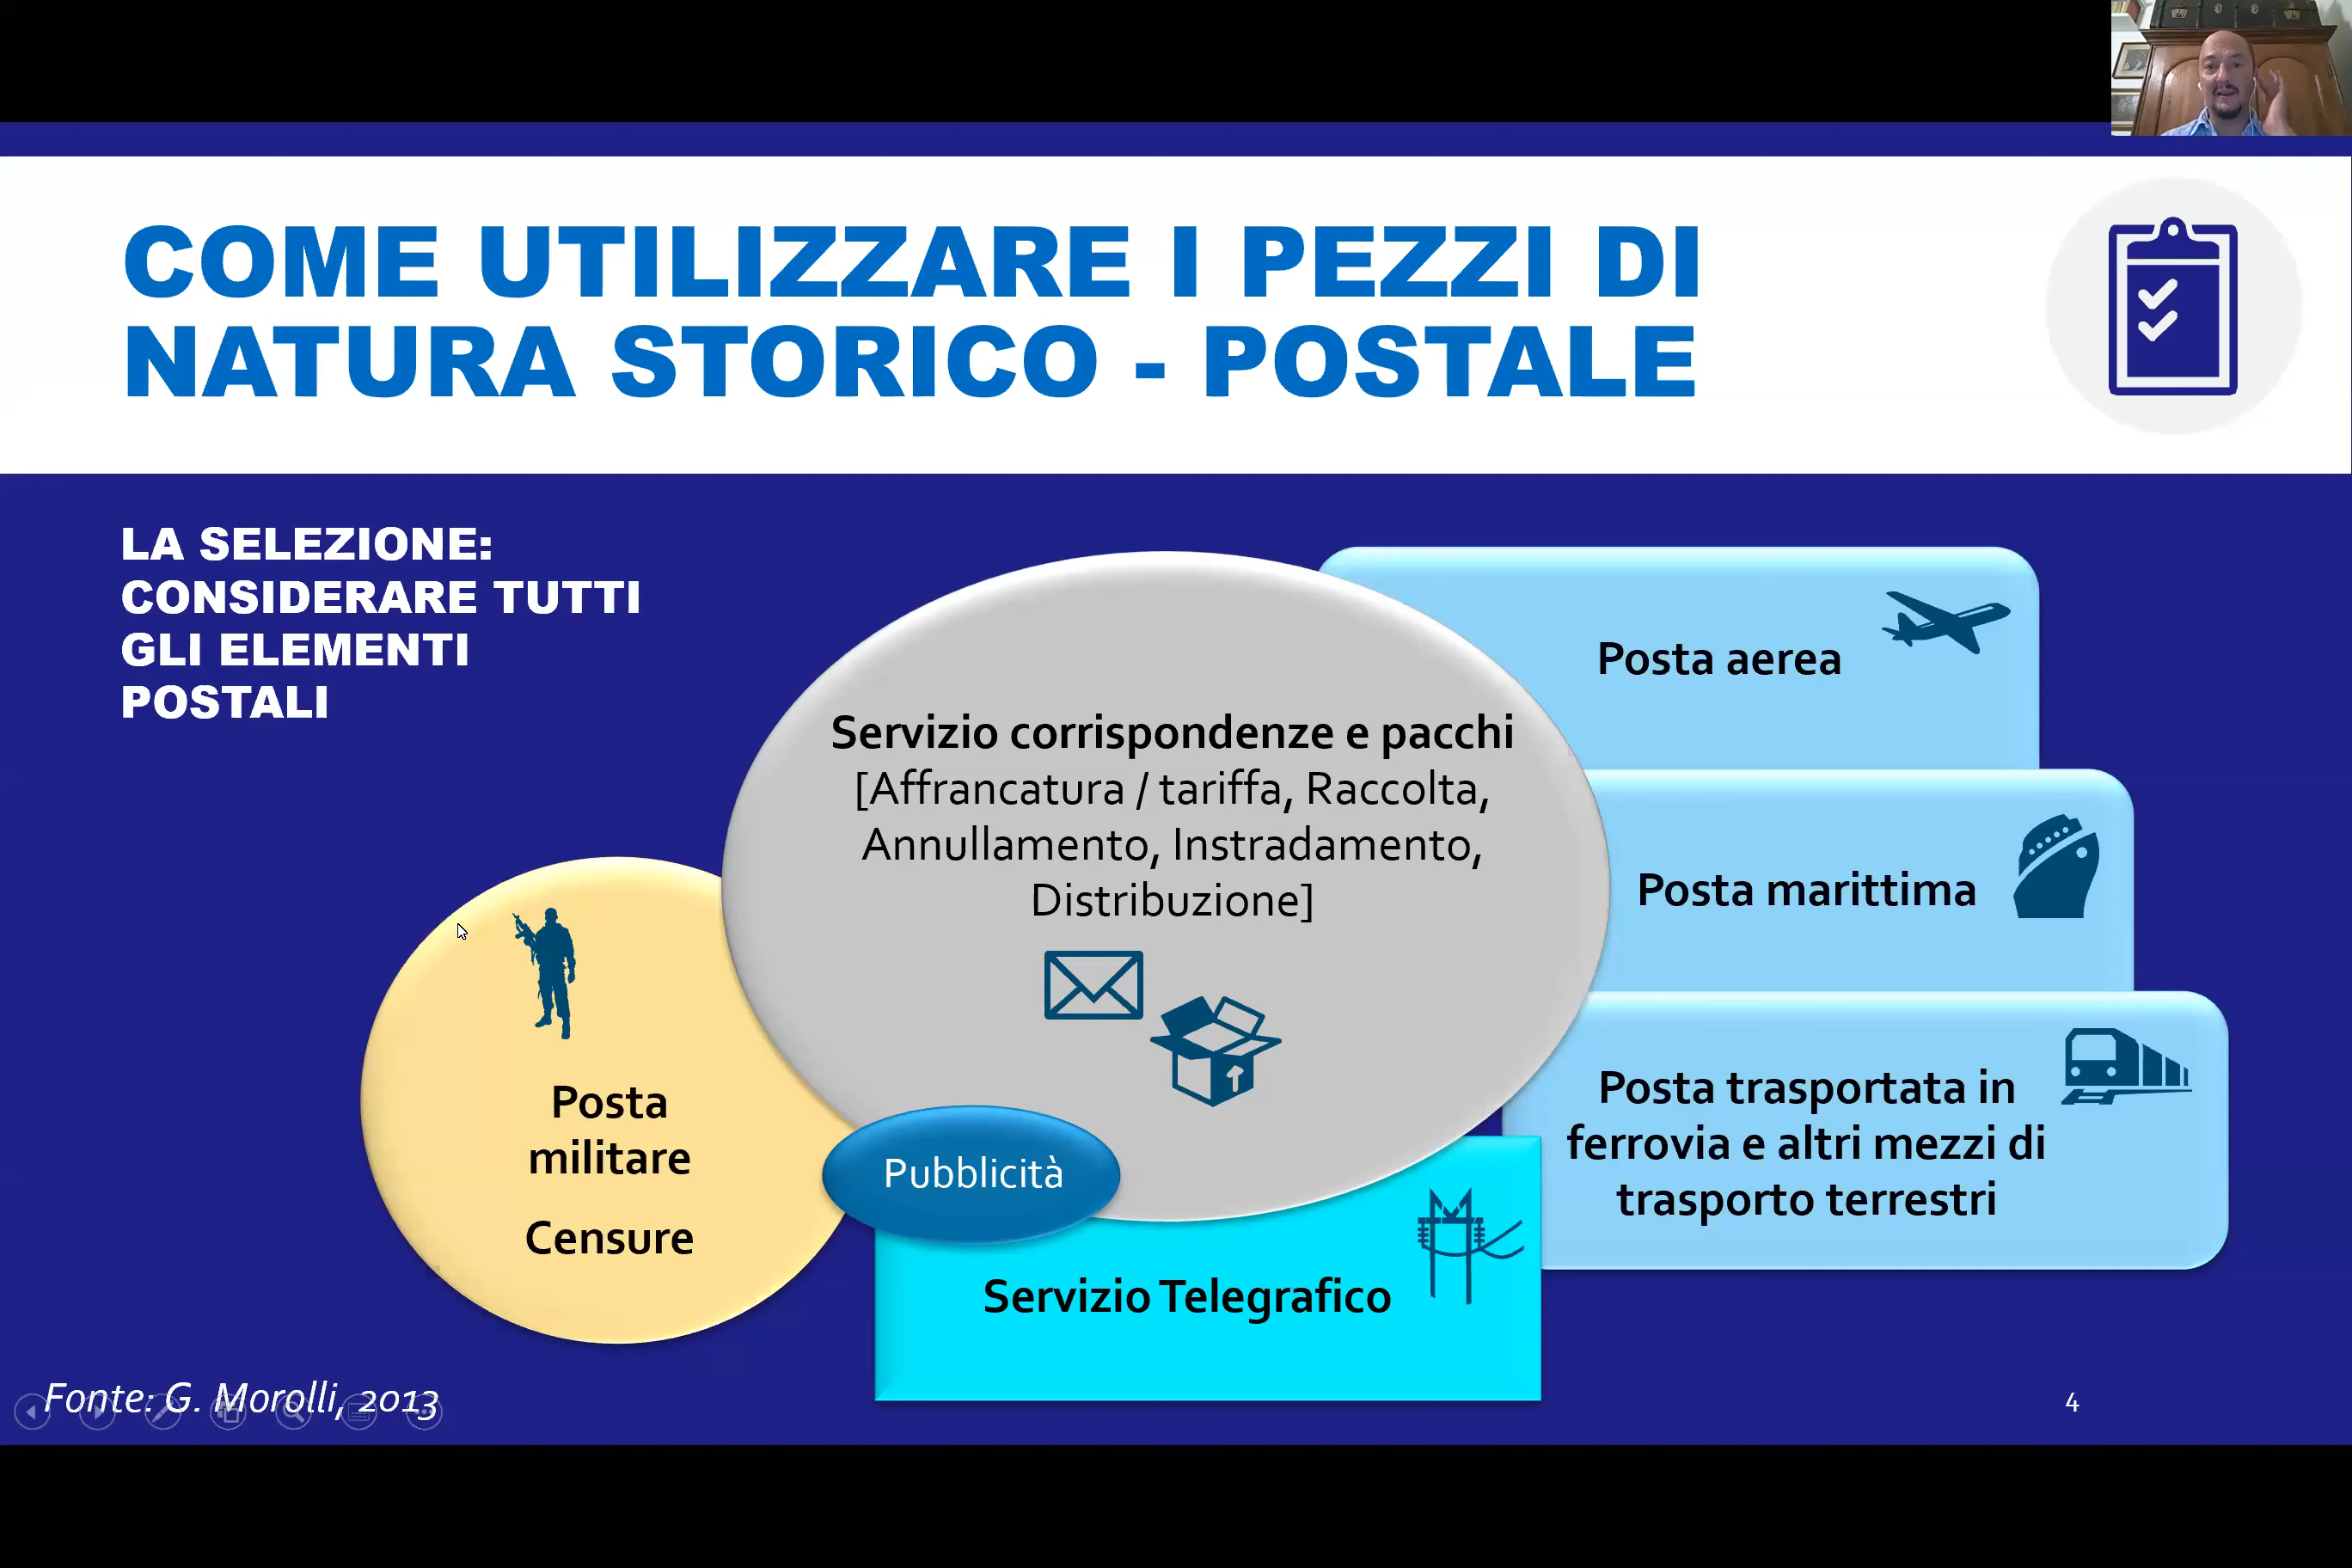 COME UTILIZZARE I PEZZI DI
NATURA STORICO - POSTALE
LA SELEZIONE:
CONSIDERARE TUTTI
GLI ELEMENTI
POSTALI
Servizio corrispondenze e pacchi
[Affrancatura / tariffa, Raccolta,
Annullamento, Instradamento,
Distribuzione]
Posta aerea
Posta marittima
Posta trasportata in
ferrovia e altri mezzi di
trasporto terrestri
Posta
militare
Censure
Pubblicità
Servizio Telegrafico
Fonte: G. Morolli, 2013
4